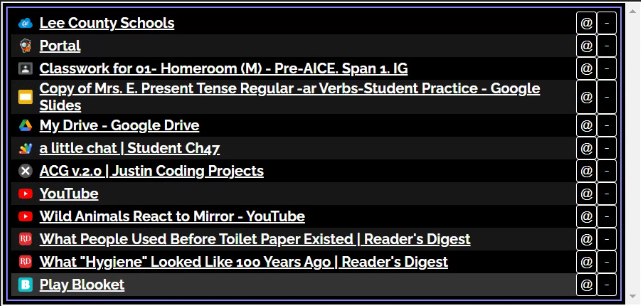 Lee County Schools @ -
Portal @ -
Classwork for 01- Homeroom (M) - Pre-AICE. Span 1. IG @ -
Copy of Mrs. E. Present Tense Regular -ar Verbs-Student Practice - Google
Slides @ -
My Drive - Google Drive @ -
a little chat | Student Ch47 @ -
ACG v.2.0 | Justin Coding Projects @ -
YouTube @ -
Wild Animals React to Mirror - YouTube @ -
RD What People Used Before Toilet Paper Existed | Reader's Digest @ -
RD What "Hygiene" Looked Like 100 Years Ago | Reader's Digest @ -
B Play Blooket @ -